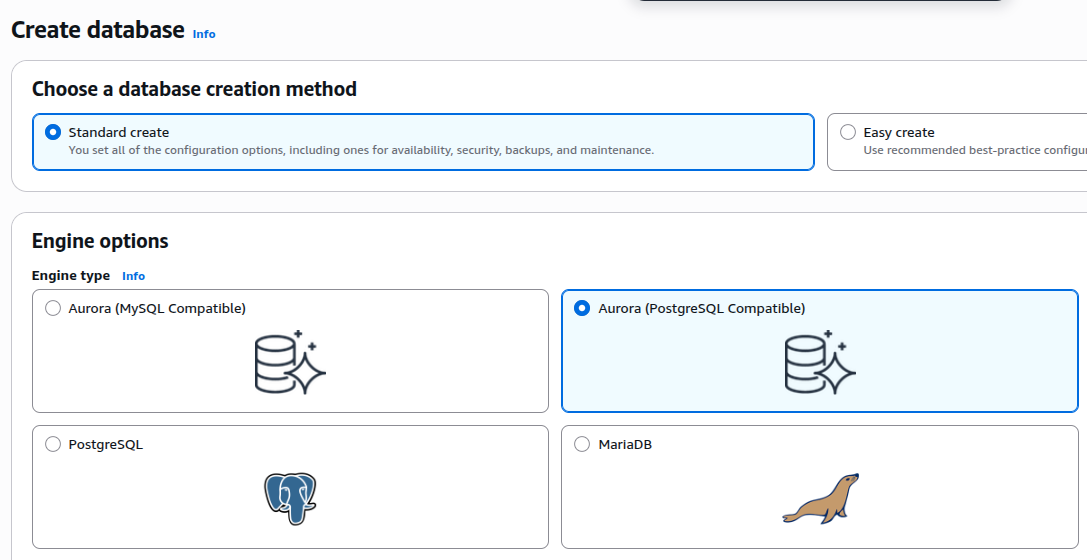 Create database Info
Choose a database creation method
Standard create
You set all of the configuration options, including ones for availability, security, backups, and maintenance.
Easy create
Use recommended best-practice
Engine options
Engine type Info
Aurora (MySQL Compatible)
Aurora (PostgreSQL Compatible)
PostgreSQL
MariaDB